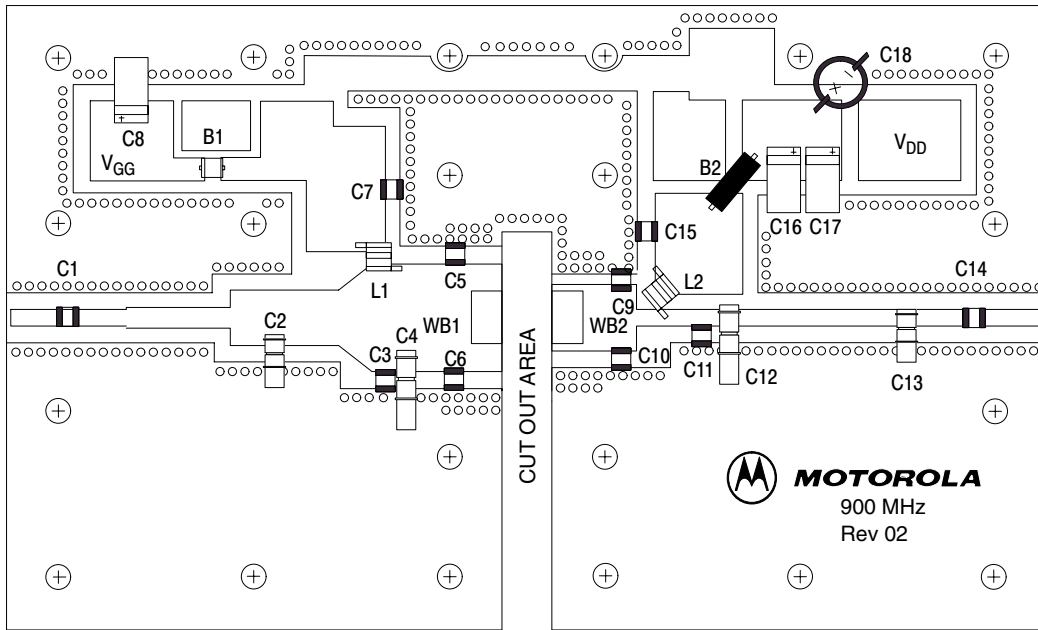 C18
C8
B1
VGG
VDD
B2
C7
C16
C17
C15
C1
C5
L1
L2
C14
C9
C2
C4
WB1
WB2
C3
C6
C10
C11
C12
C13
CUT OUT AREA
MOTOROLA
900 MHz
Rev 02